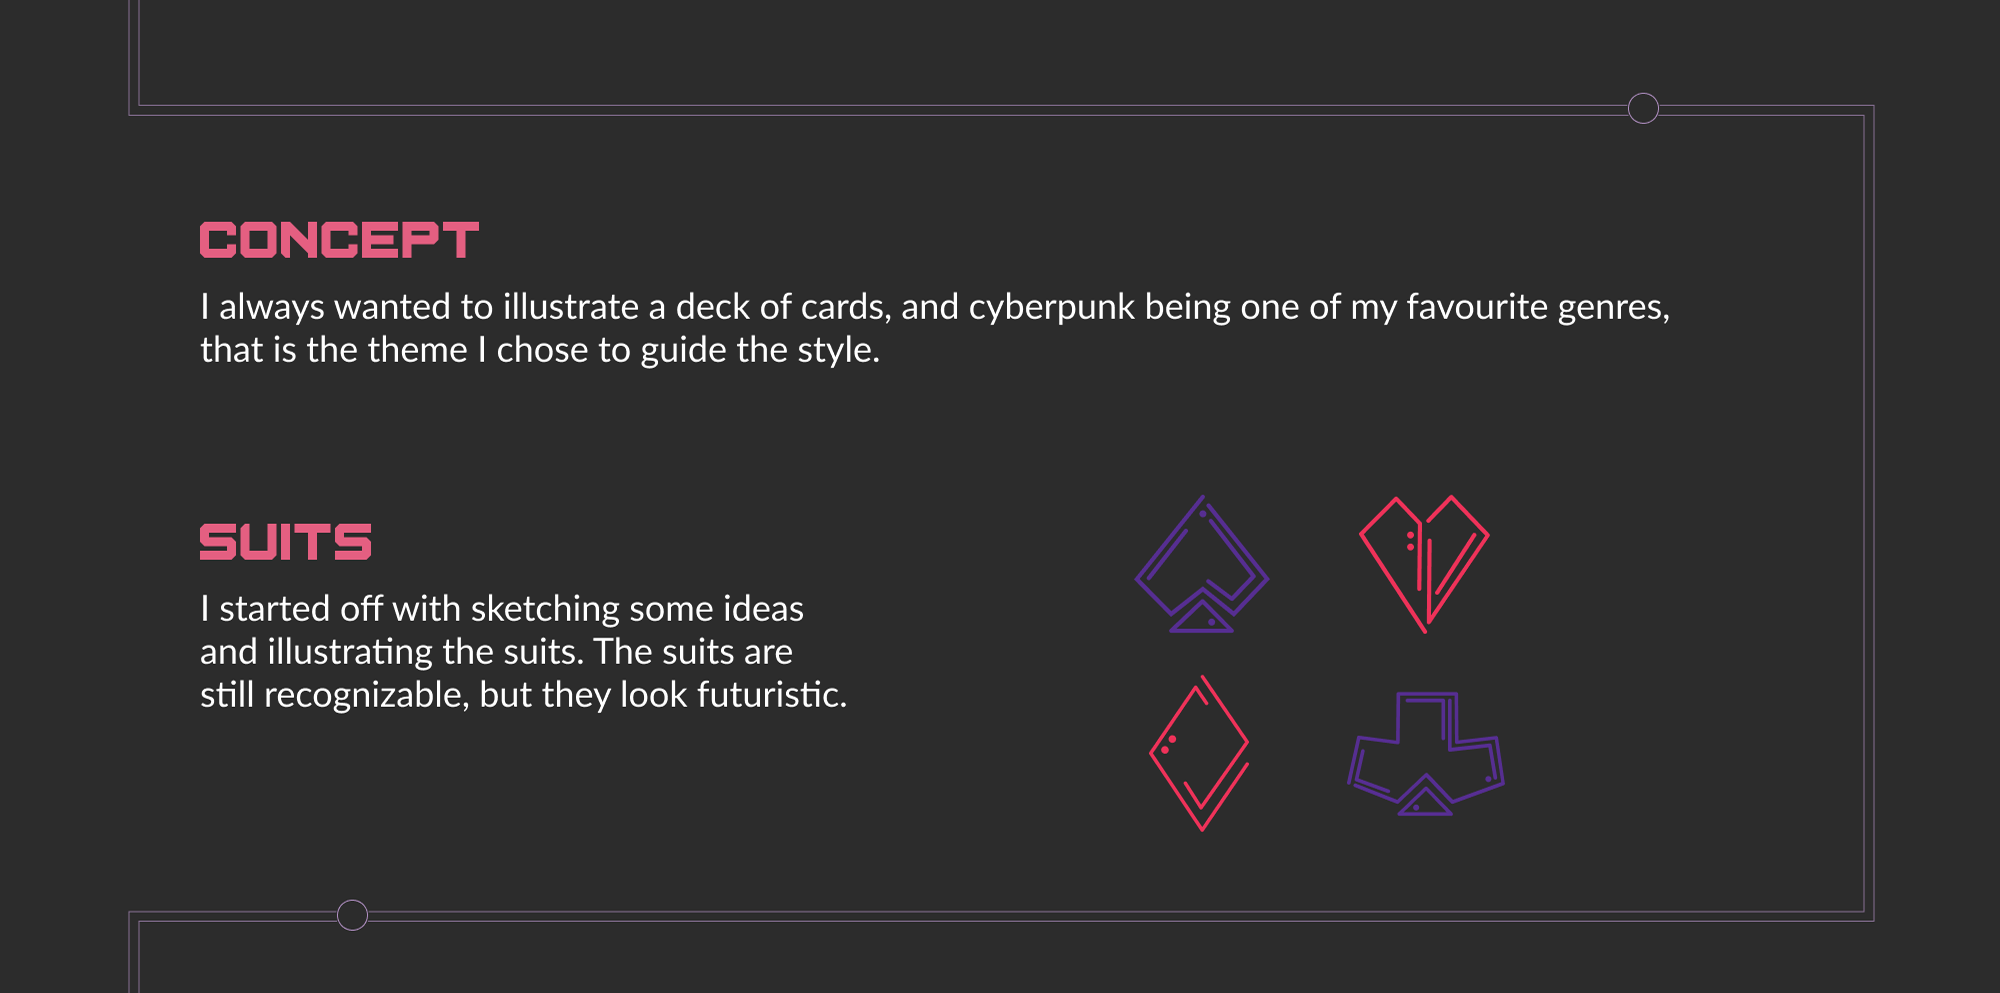 CONCEPT
I always wanted to illustrate a deck of cards, and cyberpunk being one of my favourite genres,
that is the theme I chose to guide the style.
SUITS
I started off with sketching some ideas
and illustrating the suits. The suits are
still recognizable, but they look futuristic.